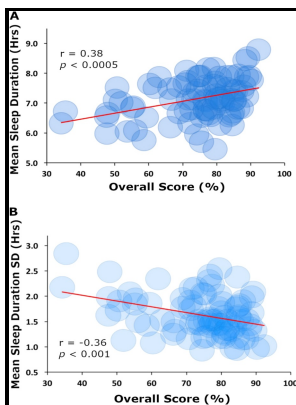 A
Mean Sleep Duration (Hrs)
9.0
8.0
7.0
6.0
5.0
r = 0.38
p < 0.0005
30 40 50 60 70 80 90 100
Overall Score (%)
B
Mean Sleep Duration SD (Hrs)
3.0
2.5
2.0
1.5
1.0
0.5
r = -0.36
p < 0.001
30 40 50 60 70 80 90 100
Overall Score (%)